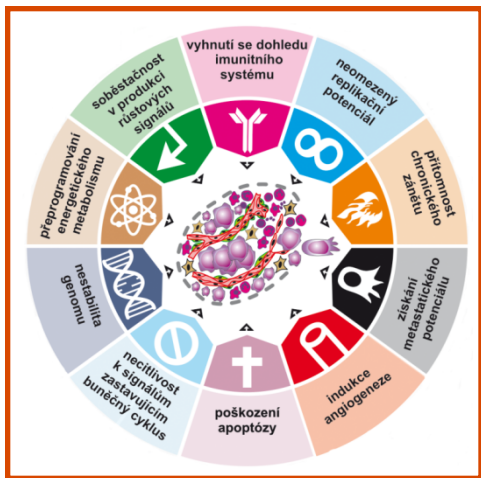 vyhnutí se dohledu
imunitního
systému
neomezený
replikační
potenciál
přítomnost
chronického
zánětu
získání
metastatického
potenciálu
indukce
angiogeneze
poškození
apoptózy
necitlivost
k signálům
zastavujícím
buněčný cyklus
nestabilita
genomu
přeprogramování
energetického
metabolismu
soběstačnost
v produkci
růstových
signálů